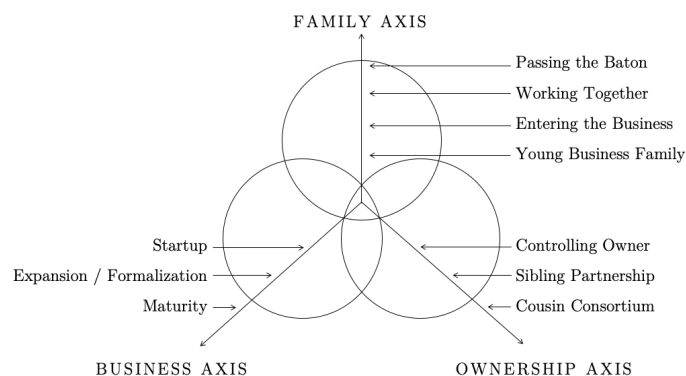 FAMILY AXIS
Passing the Baton
Working Together
Entering the Business
Young Business Family
Startup
Controlling Owner
Expansion / Formalization
Sibling Partnership
Maturity
Cousin Consortium
BUSINESS AXIS
OWNERSHIP AXIS